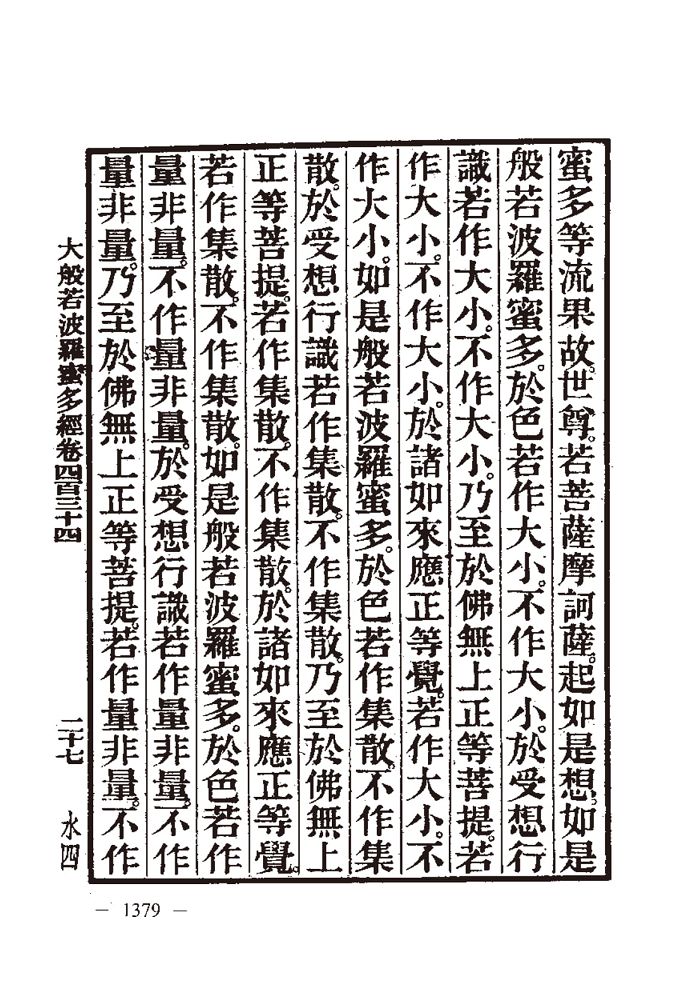 蜜多等流果故。世尊。若菩薩摩訶薩。起如是想。如是
般若波羅蜜多。於色若作大小。不作大小。於受想行
識若作大小。不作大小。乃至於佛無上正等菩提。若
作大小。不作大小。於諸如來應正等覺。若作大小。不
作大小。如是般若波羅蜜多。於色若作集散。不作集
散。於受想行識若作集散。不作集散。乃至於佛無上
正等菩提。若作集散。不作集散。於諸如來應正等覺。
若作集散。不作集散。如是般若波羅蜜多。於色若作
量非量。不作量非量。於受想行識若作量非量。不作
量非量。乃至於佛無上正等菩提。若作量非量。不作
大般若波羅蜜多經卷四百三十四 二十七 水四
— 1379 —